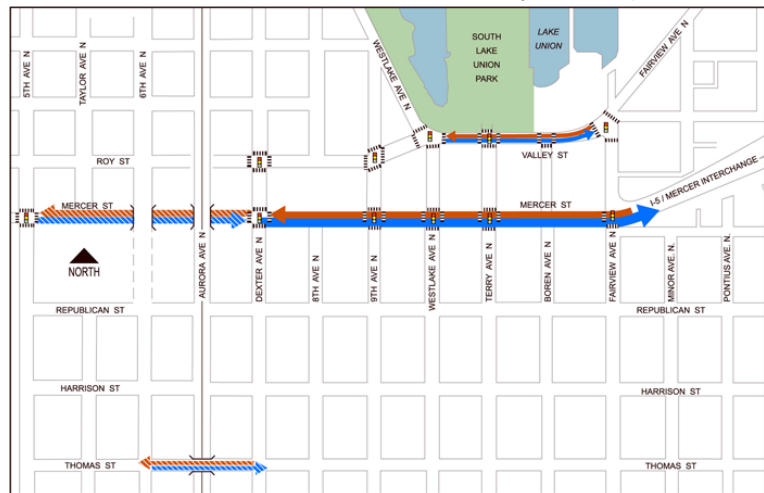 5TH AVE N
TAYLOR AVE N
6TH AVE N
WESTLAKE AVE N
SOUTH
LAKE
UNION
PARK
LAKE
UNION
FAIRVIEW AVE N
ROY ST
VALLEY ST
MERCER ST
MERCER ST
I-5 / MERCER INTERCHANGE
NORTH
AURORA AVE N
DEXTER AVE N
8TH AVE N
9TH AVE N
WESTLAKE AVE N
TERRY AVE N
BOREN AVE N
FAIRVIEW AVE N
MINOR AVE. N.
PONTIUS AVE. N.
REPUBLICAN ST
REPUBLICAN ST
HARRISON ST
HARRISON ST
THOMAS ST
THOMAS ST